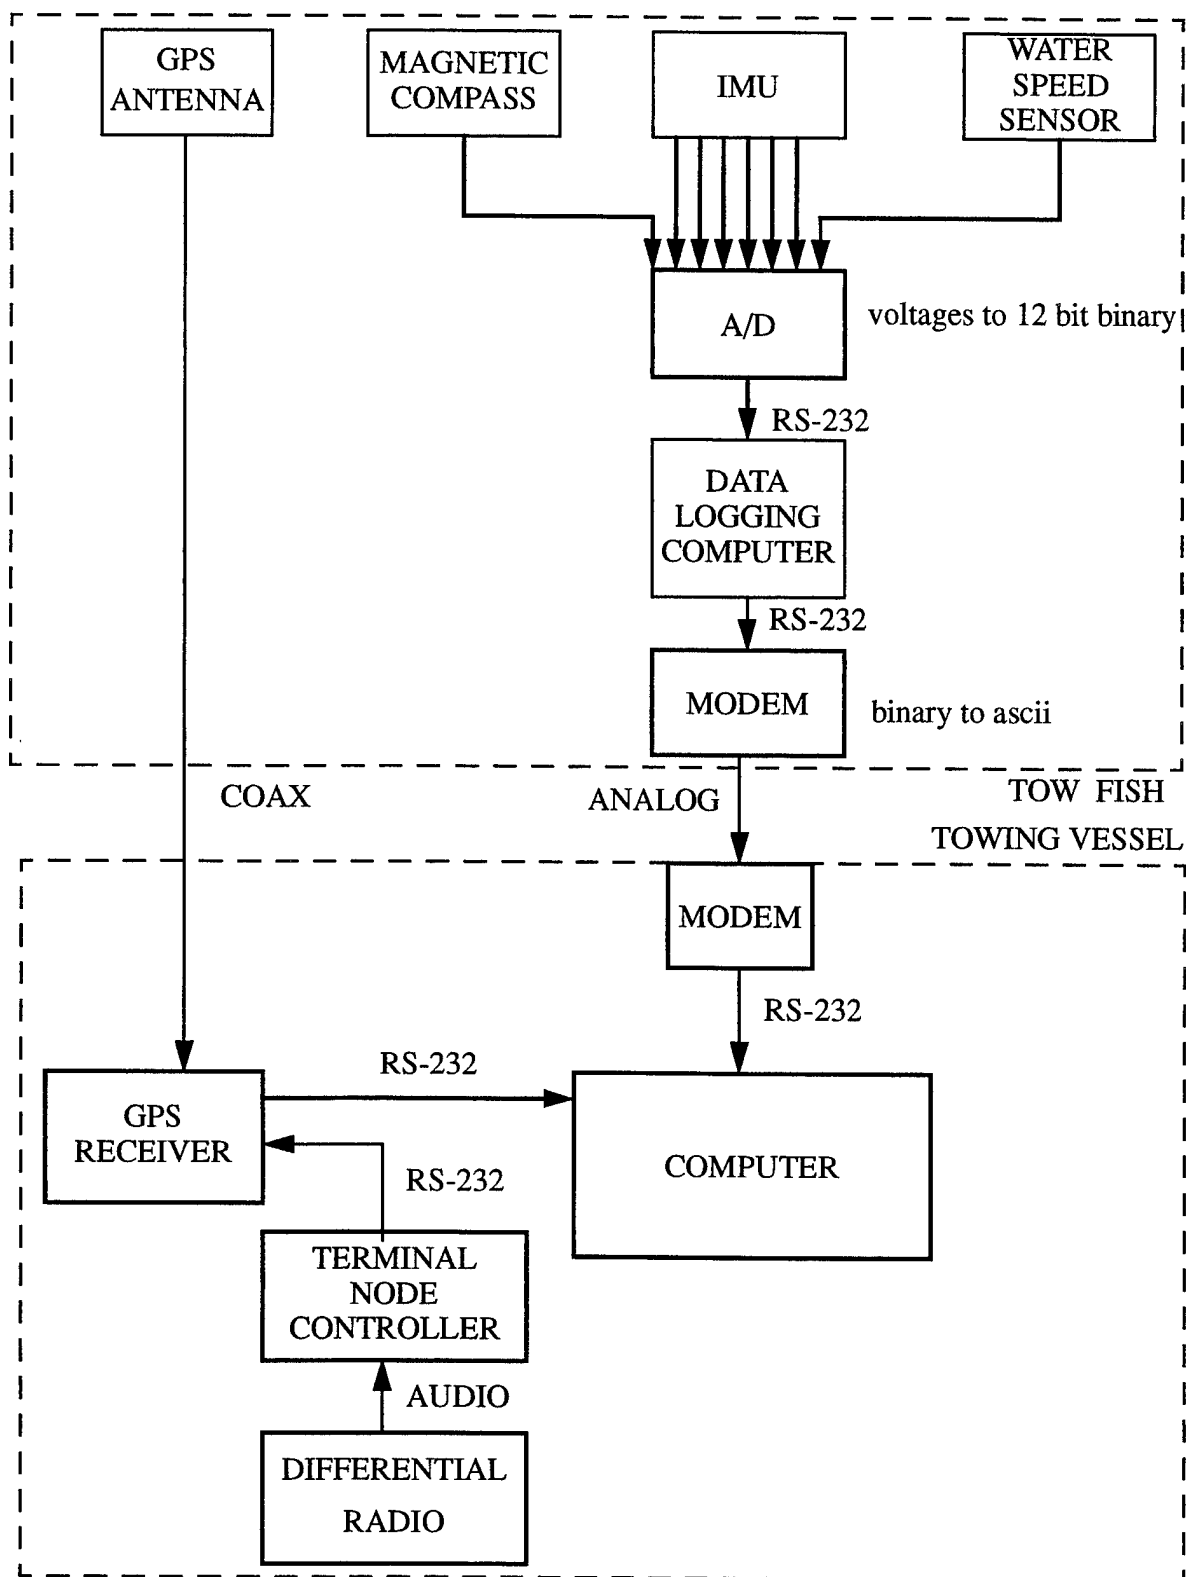 GPS
ANTENNA
MAGNETIC
COMPASS
IMU
WATER
SPEED
SENSOR
A/D
voltages to 12 bit binary
RS-232
DATA
LOGGING
COMPUTER
RS-232
MODEM
binary to ascii
COAX
ANALOG
TOW FISH
TOWING VESSEL
MODEM
RS-232
RS-232
GPS
RECEIVER
COMPUTER
RS-232
TERMINAL
NODE
CONTROLLER
AUDIO
DIFFERENTIAL
RADIO